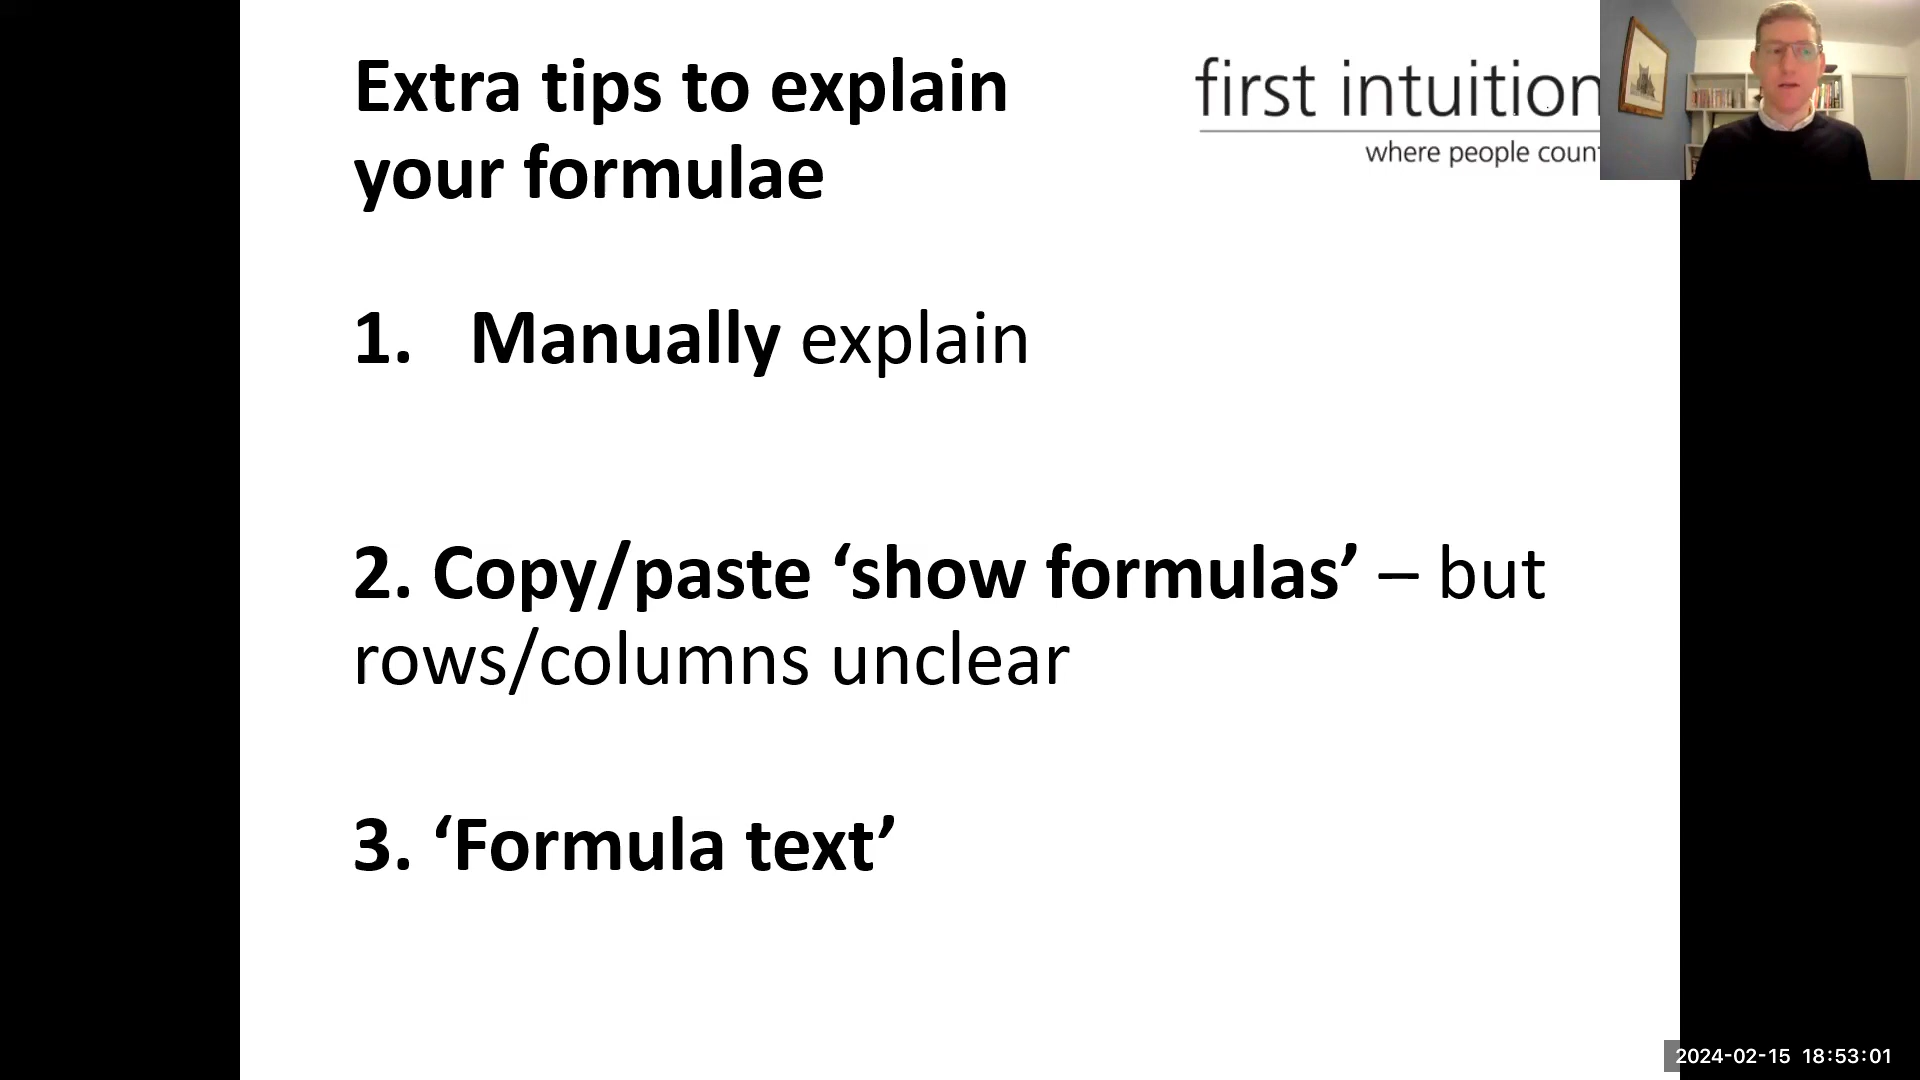 Extra tips to explain
your formulae
first intuition
where people coun
1. Manually explain
2. Copy/paste ‘show formulas’ – but
rows/columns unclear
3. ‘Formula text’
2024-02-15 18:53:01